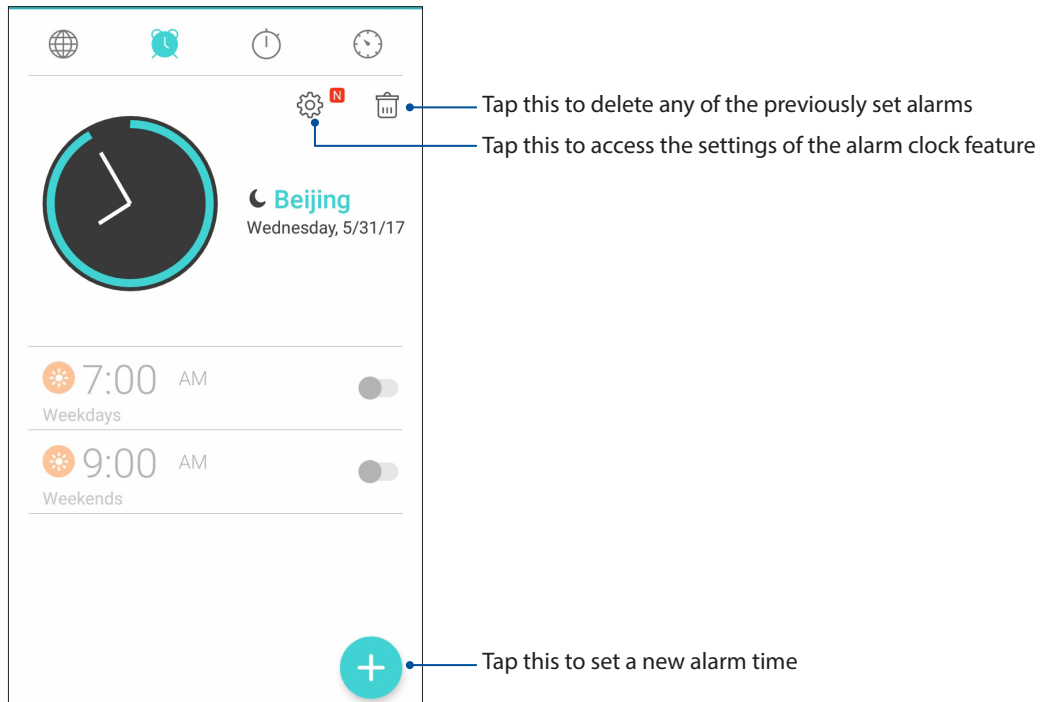 N
Tap this to delete any of the previously set alarms
Tap this to access the settings of the alarm clock feature
Beijing
Wednesday, 5/31/17
7:00 AM
Weekdays
9:00 AM
Weekends
Tap this to set a new alarm time